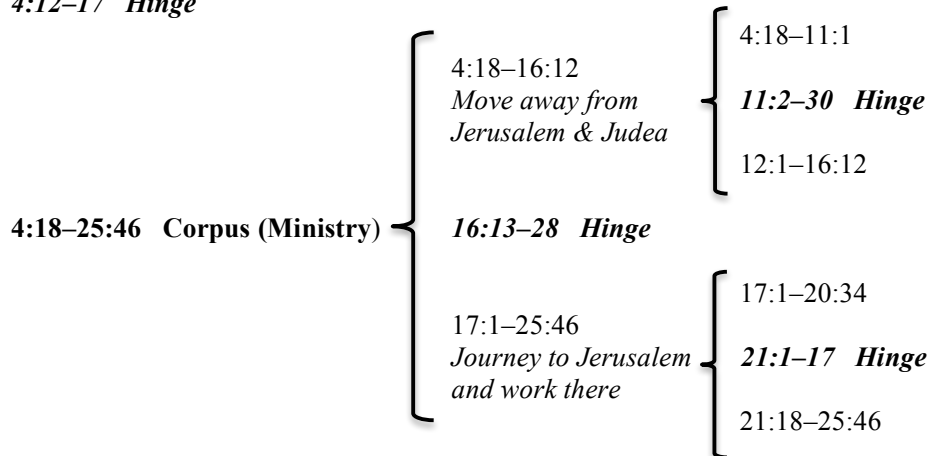 4:12–17 Hinge
4:18–11:1
4:18–16:12
Move away from
Jerusalem & Judea
11:2–30 Hinge
12:1–16:12
4:18–25:46 Corpus (Ministry)
16:13–28 Hinge
17:1–20:34
17:1–25:46
Journey to Jerusalem
and work there
21:1–17 Hinge
21:18–25:46